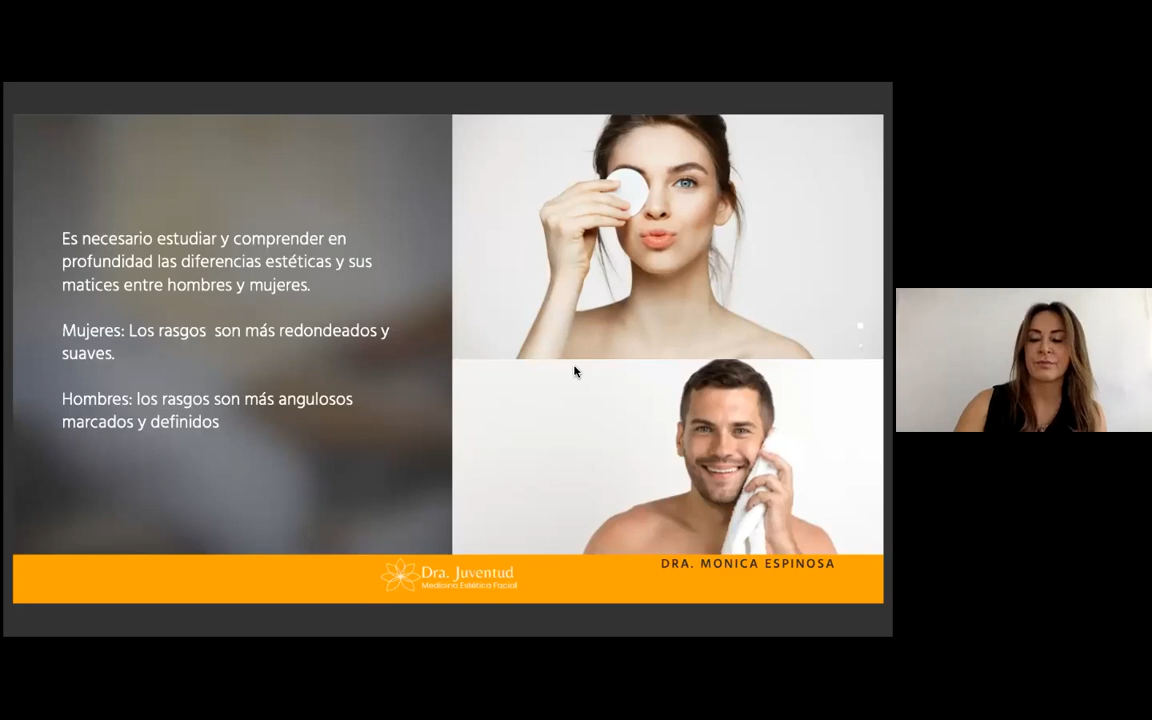 Es necesario estudiar y comprender en
profundidad las diferencias estéticas y sus
matices entre hombres y mujeres.
Mujeres: Los rasgos  son más redondeados y
suaves.
Hombres: los rasgos son más angulosos
marcados y definidos
Dra. Juventud
Medicina Estética Facial
DRA. MONICA ESPINOSA